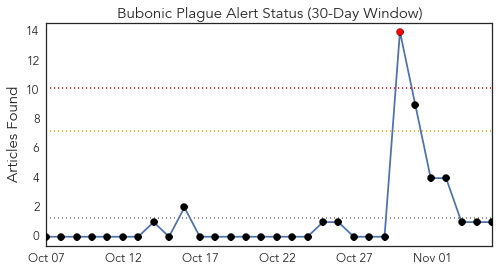 Bubonic Plague Alert Status (30-Day Window)
Articles Found
14
12
10
8
6
4
2
0
Oct 07
Oct 12
Oct 17
Oct 22
Oct 27
Nov 01